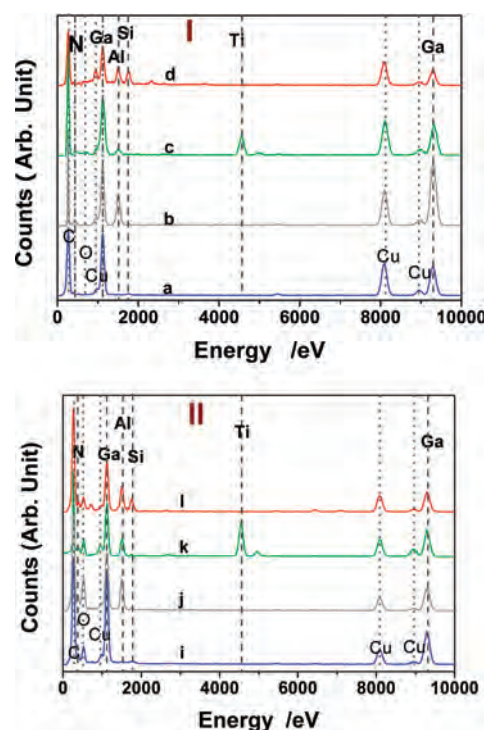 I
N
Ga
Si
Al
Ti
Ga
d
c
b
a
C
O
Cu
Cu
Cu
Counts (Arb. Unit)
0 2000 4000 6000 8000 10000
Energy /eV
II
N
Ga
Al
Si
Ti
Ga
l
k
j
i
C
O
Cu
Cu
Cu
Counts (Arb. Unit)
0 2000 4000 6000 8000 10000
Energy /eV